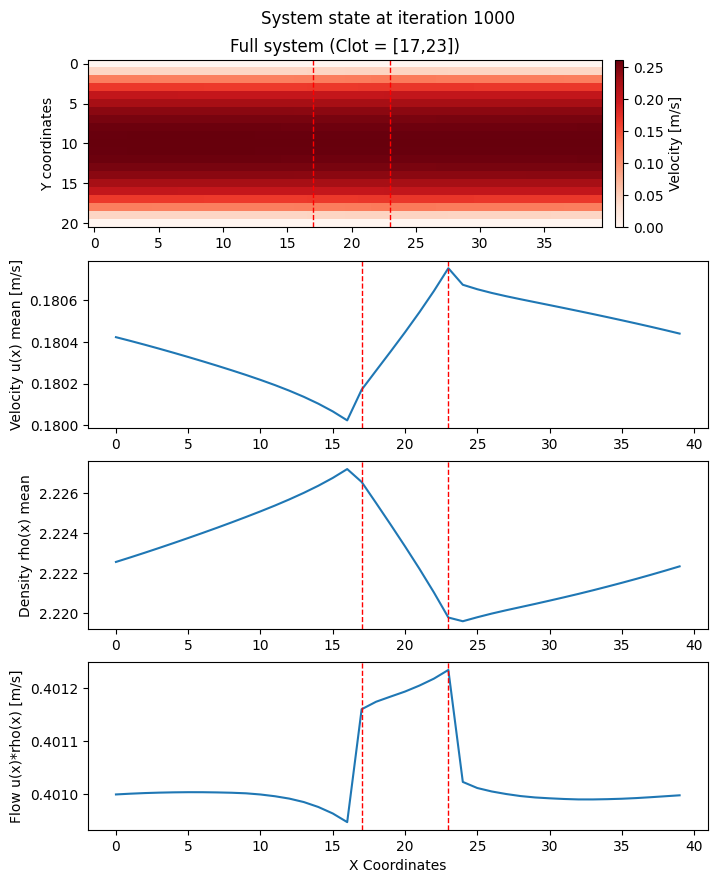 System state at iteration 1000
Full system (Clot = [17,23])
Y coordinates
0
5
10
15
20
0 5 10 15 20 25 30 35
0.25
0.20
0.15
0.10
0.05
0.00
Velocity [m/s]
Velocity u(x) mean [m/s]
0.1806
0.1804
0.1802
0.1800
0 5 10 15 20 25 30 35 40
Density rho(x) mean
2.226
2.224
2.222
2.220
0 5 10 15 20 25 30 35 40
Flow u(x)*rho(x) [m/s]
0.4012
0.4011
0.4010
0 5 10 15 20 25 30 35 40
X Coordinates